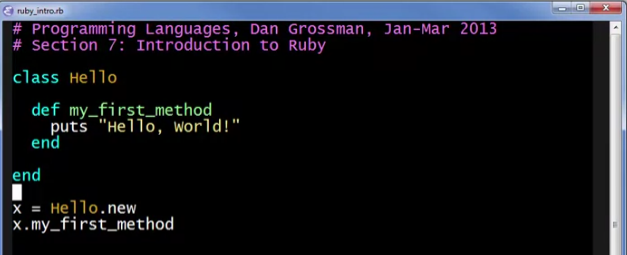 ruby_intro.rb
# Programming Languages, Dan Grossman, Jan-Mar 2013
# Section 7: Introduction to Ruby
class Hello
def my_first_method
puts "Hello, World!"
end
end
x = Hello.new
x.my_first_method